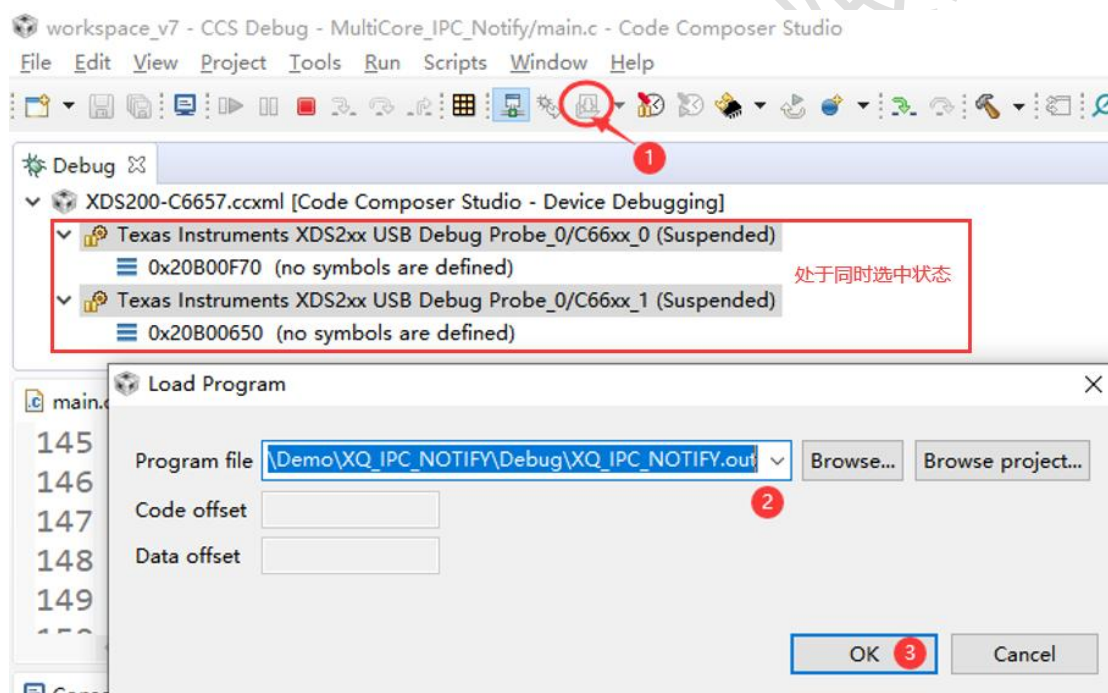 workspace_v7 - CCS Debug - MultiCore_IPC_Notify/main.c - Code Composer Studio
File Edit View Project Tools Run Scripts Window Help
1
Debug
XDS200-C6657.ccxml [Code Composer Studio - Device Debugging]
Texas Instruments XDS2xx USB Debug Probe_0/C66xx_0 (Suspended)
0x20B00F70 (no symbols are defined)
处于同时选中状态
Texas Instruments XDS2xx USB Debug Probe_0/C66xx_1 (Suspended)
0x20B00650 (no symbols are defined)
Load Program
.c main.
145
Program file \Demo\XQ_IPC_NOTIFY\Debug\XQ_IPC_NOTIFY.out Browse... Browse project...
146
2
Code offset
147
148
Data offset
149
OK 3 Cancel